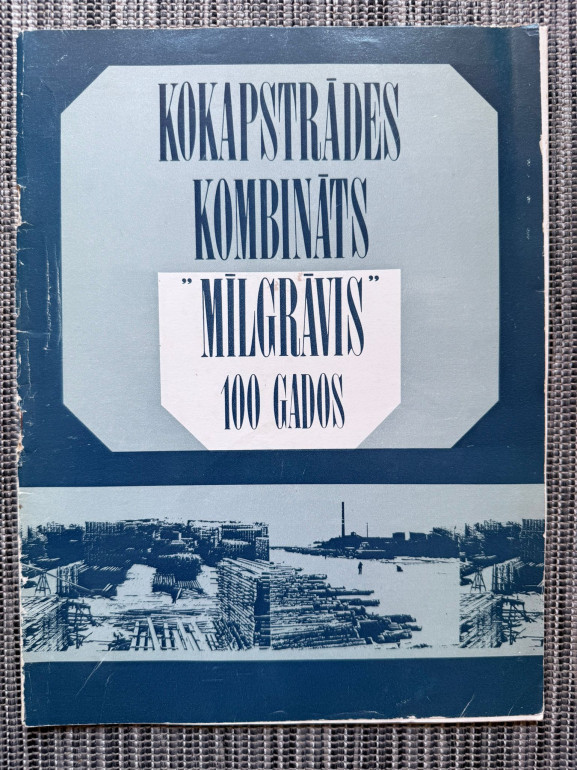 KOKAPSTRĀDES
KOMBINĀTS
"MĪLGRĀVIS"
100 GADOS